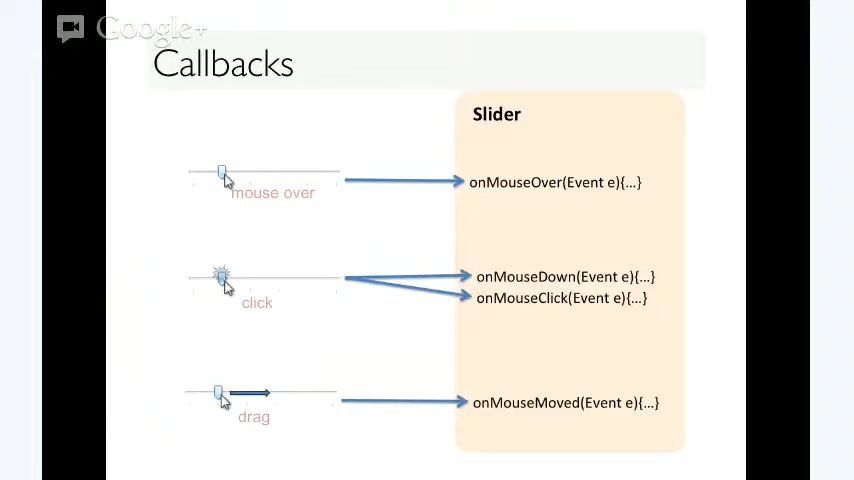 Google+
Callbacks
Slider
mouse over
onMouseOver(Event e){...}
click
onMouseDown(Event e){...}
onMouseClick(Event e){...}
drag
onMouseMoved(Event e){...}